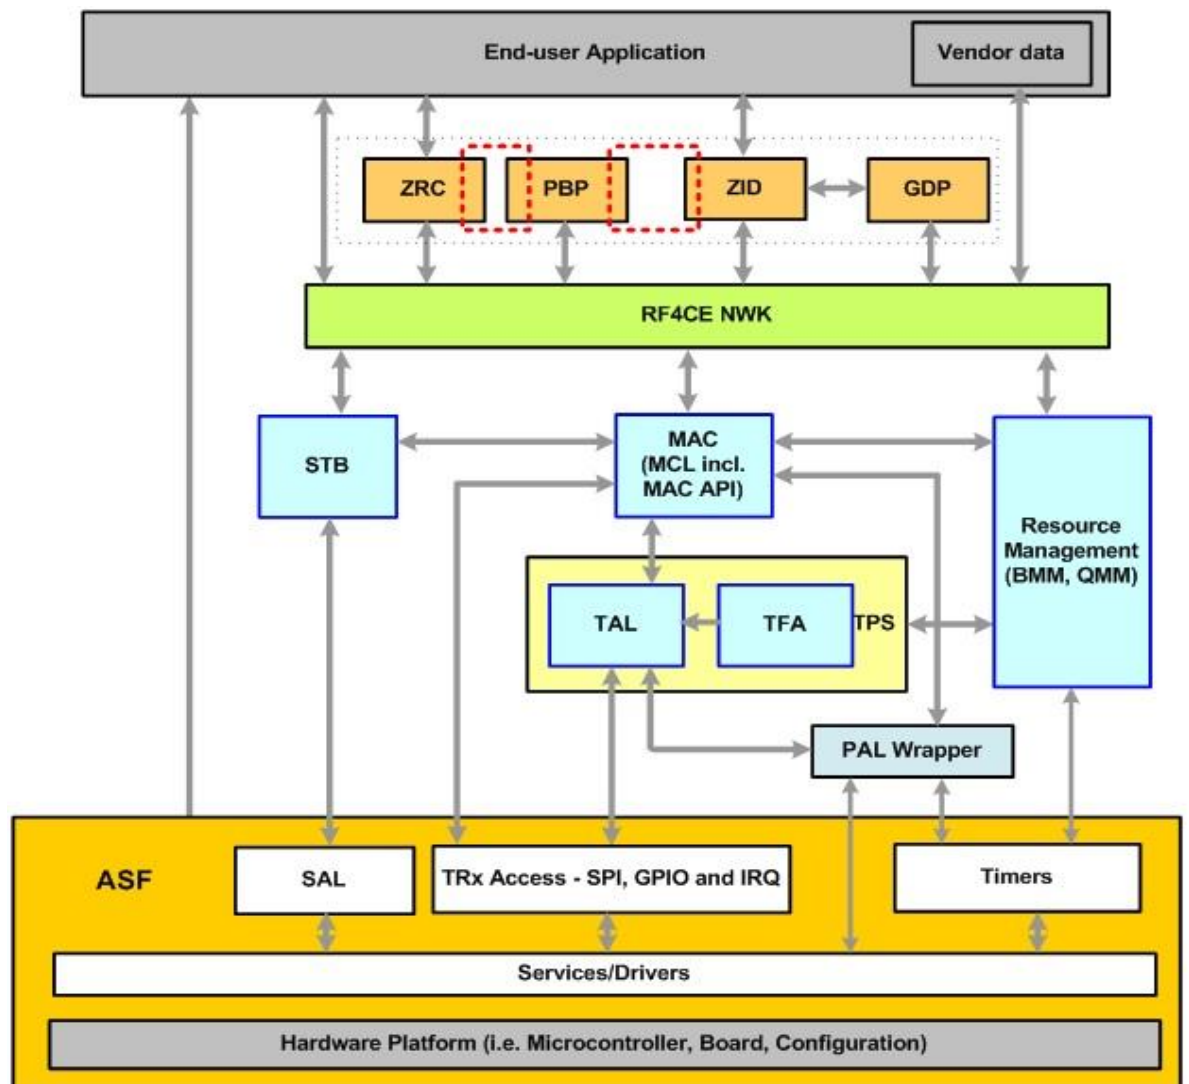 End-user Application
Vendor data
ZRC
PBP
ZID
GDP
RF4CE NWK
STB
MAC
(MCL incl.
MAC API)
Resource
Management
(BMM, QMM)
TAL
TFA
TPS
PAL Wrapper
ASF
SAL
TRx Access - SPI, GPIO and IRQ
Timers
Services/Drivers
Hardware Platform (i.e. Microcontroller, Board, Configuration)